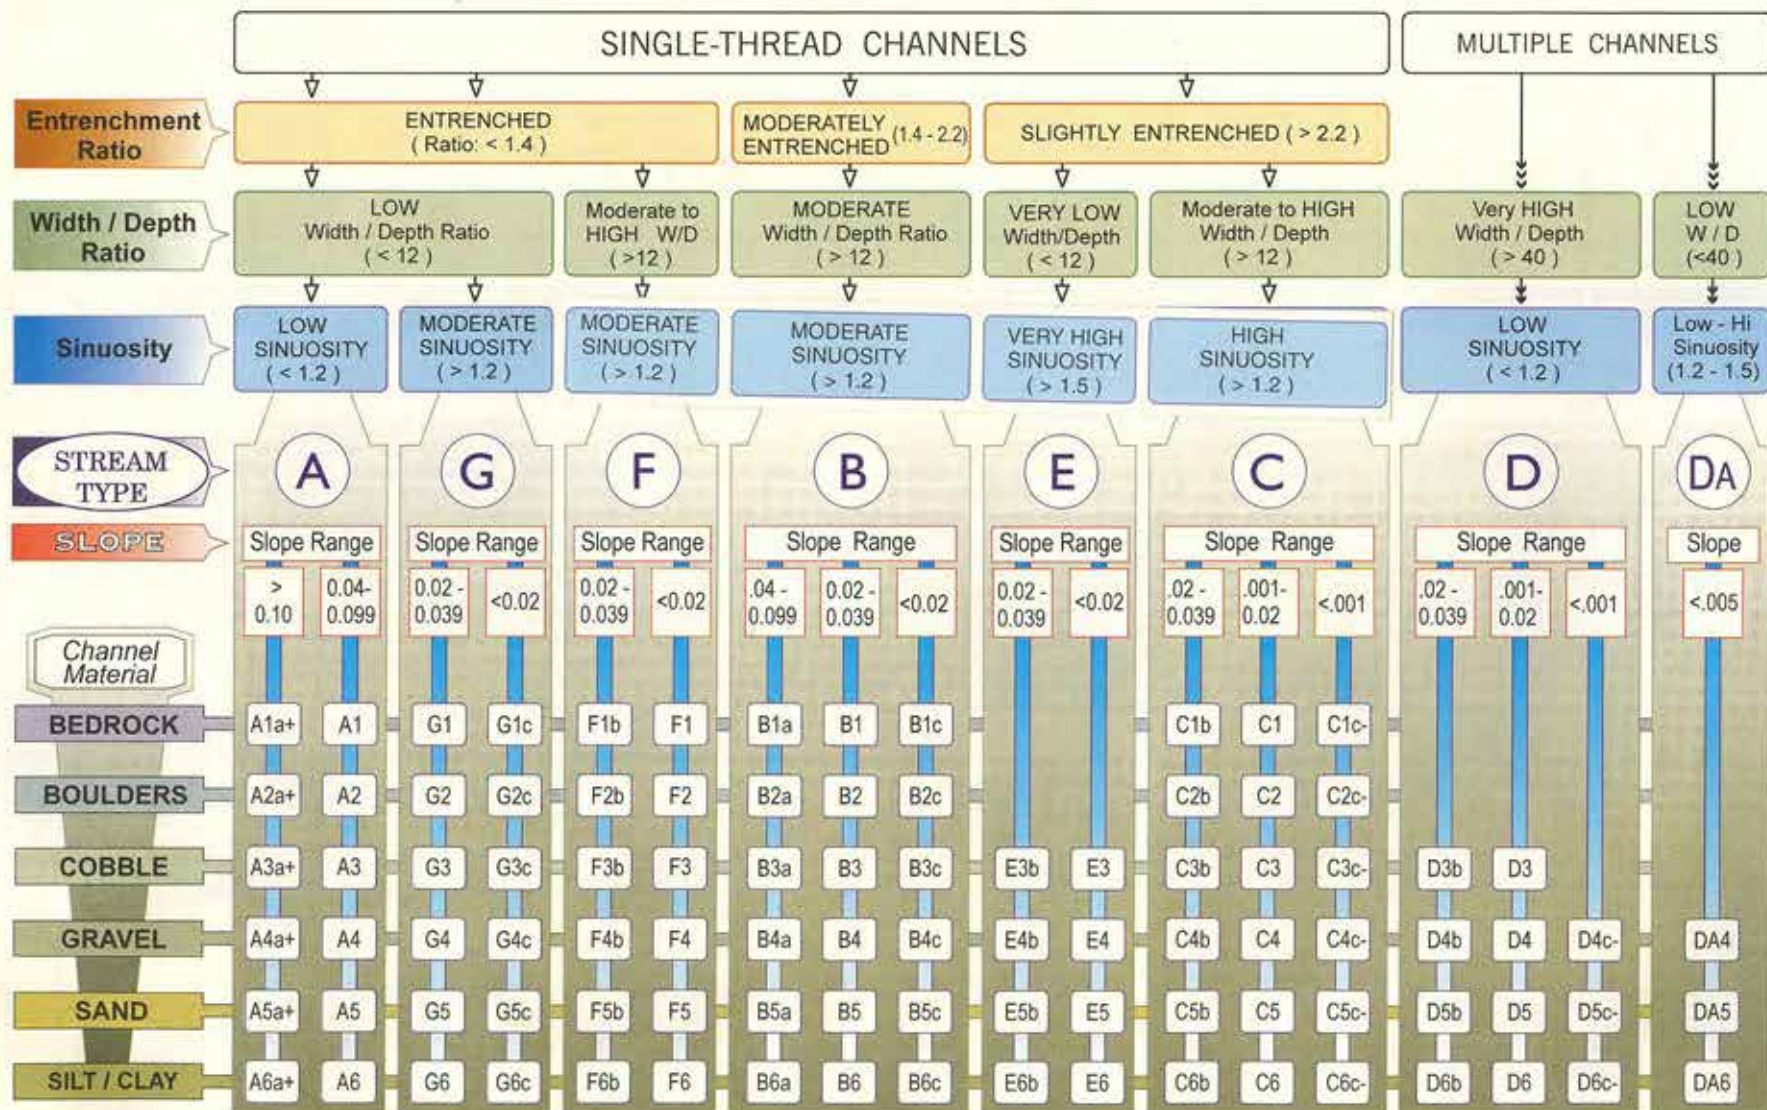 SINGLE-THREAD CHANNELS
MULTIPLE CHANNELS
Entrenchment
Ratio
ENTRENCHED
( Ratio: < 1.4 )
MODERATELY
ENTRENCHED (1.4 - 2.2)
SLIGHTLY ENTRENCHED ( > 2.2 )
Width / Depth
Ratio
LOW
Width / Depth Ratio
( < 12 )
Moderate to
HIGH W/D
( >12 )
MODERATE
Width / Depth Ratio
( > 12 )
VERY LOW
Width/Depth
( < 12 )
Moderate to HIGH
Width / Depth
( > 12 )
Very HIGH
Width / Depth
( > 40 )
LOW
W / D
(<40 )
Sinuosity
LOW
SINUOSITY
( < 1.2 )
MODERATE
SINUOSITY
( > 1.2 )
MODERATE
SINUOSITY
( > 1.2 )
MODERATE
SINUOSITY
( > 1.2 )
VERY HIGH
SINUOSITY
( > 1.5 )
HIGH
SINUOSITY
( > 1.2 )
LOW
SINUOSITY
( < 1.2 )
Low - Hi
Sinuosity
(1.2 - 1.5)
STREAM
TYPE
A G F B E C D DA
SLOPE
Slope Range Slope Range Slope Range Slope Range Slope Range Slope Range Slope Range Slope
>
0.10
0.04-
0.099
0.02 -
0.039
<0.02
0.02 -
0.039
<0.02
.04 -
0.099
0.02 -
0.039
<0.02
0.02 -
0.039
<0.02
.02 -
0.039
.001-
0.02
<.001
.02 -
0.039
.001-
0.02
<.001
<.005
Channel
Material
BEDROCK A1a+ A1 G1 G1c F1b F1 B1a B1 B1c C1b C1 C1c-
BOULDERS A2a+ A2 G2 G2c F2b F2 B2a B2 B2c C2b C2 C2c-
COBBLE A3a+ A3 G3 G3c F3b F3 B3a B3 B3c E3b E3 C3b C3 C3c- D3b D3
GRAVEL A4a+ A4 G4 G4c F4b F4 B4a B4 B4c E4b E4 C4b C4 C4c- D4b D4 D4c- DA4
SAND A5a+ A5 G5 G5c F5b F5 B5a B5 B5c E5b E5 C5b C5 C5c- D5b D5 D5c- DA5
SILT / CLAY A6a+ A6 G6 G6c F6b F6 B6a B6 B6c E6b E6 C6b C6 C6c- D6b D6 D6c- DA6